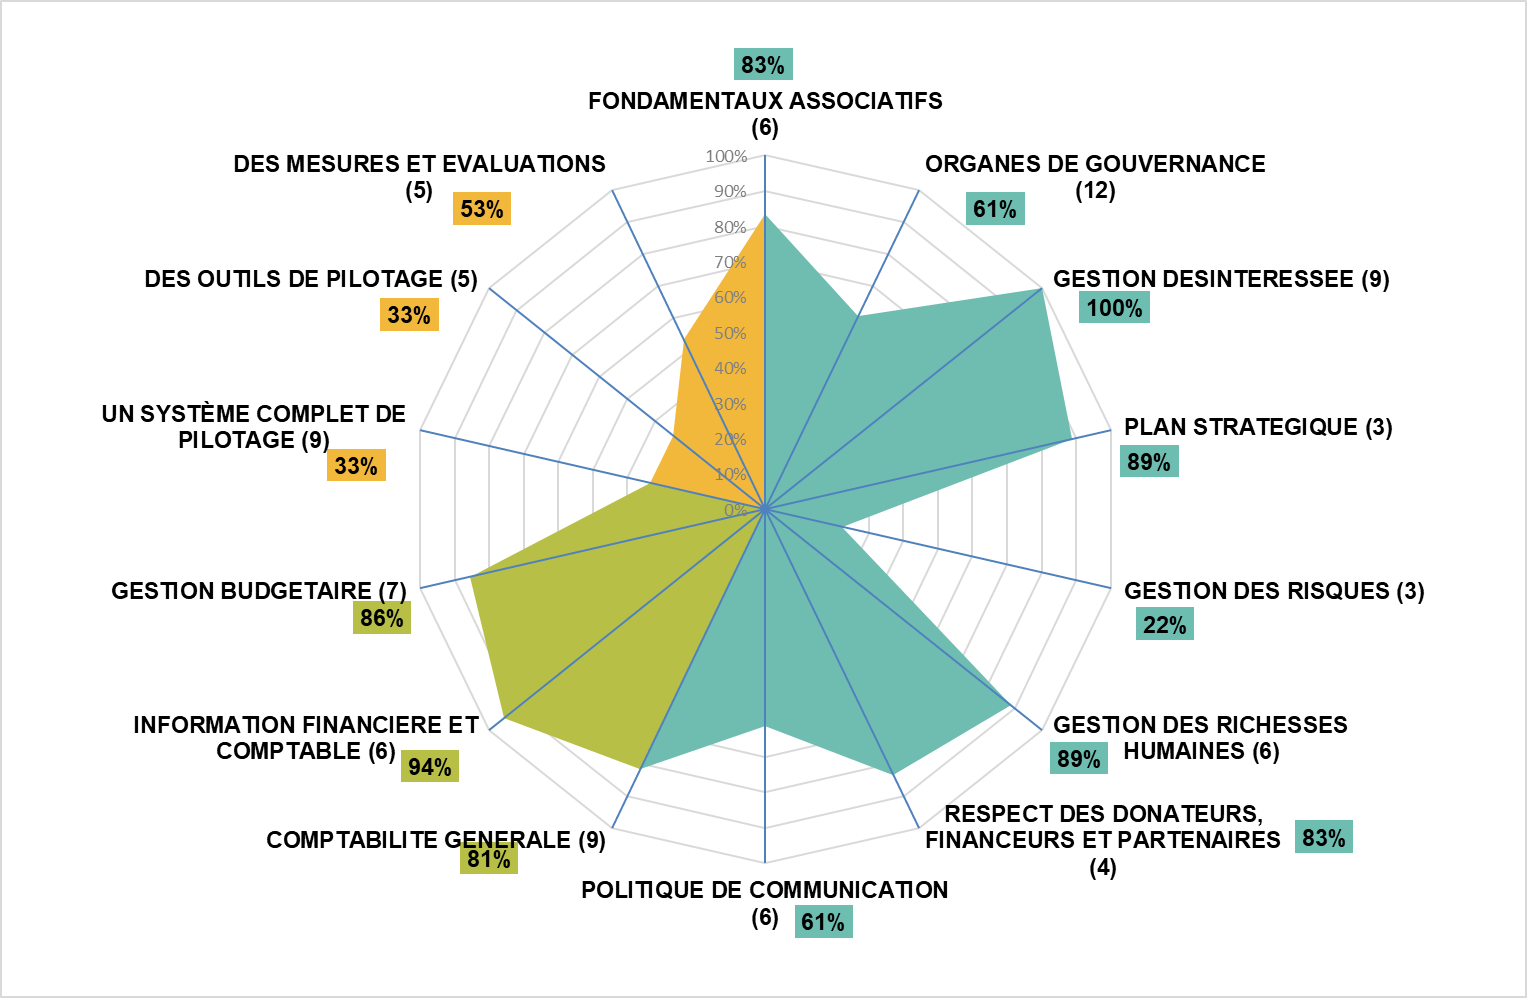 83%
FONDAMENTAUX ASSOCIATIFS
(6)
ORGANES DE GOUVERNANCE
(12)
61%
GESTION DESINTERESSEE (9)
100%
PLAN STRATEGIQUE (3)
89%
GESTION DES RISQUES (3)
22%
GESTION DES RICHESSES
HUMAINES (6)
89%
RESPECT DES DONATEURS,
FINANCEURS ET PARTENAIRES
(4)
83%
POLITIQUE DE COMMUNICATION
(6)
61%
COMPTABILITE GENERALE (9)
81%
INFORMATION FINANCIERE ET
COMPTABLE (6)
94%
GESTION BUDGETAIRE (7)
86%
UN SYSTÈME COMPLET DE
PILOTAGE (9)
33%
DES OUTILS DE PILOTAGE (5)
33%
DES MESURES ET EVALUATIONS
(5)
53%
100%
90%
80%
70%
60%
50%
40%
30%
20%
10%
0%